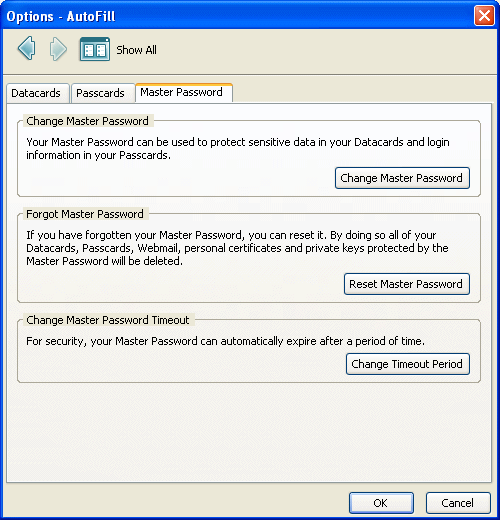 Options - AutoFill
Show All
Datacards Passcards Master Password
Change Master Password
Your Master Password can be used to protect sensitive data in your Datacards and login
information in your Passcards.
Change Master Password
Forgot Master Password
If you have forgotten your Master Password, you can reset it. By doing so all of your
Datacards, Passcards, Webmail, personal certificates and private keys protected by the
Master Password will be deleted.
Reset Master Password
Change Master Password Timeout
For security, your Master Password can automatically expire after a period of time.
Change Timeout Period
OK Cancel